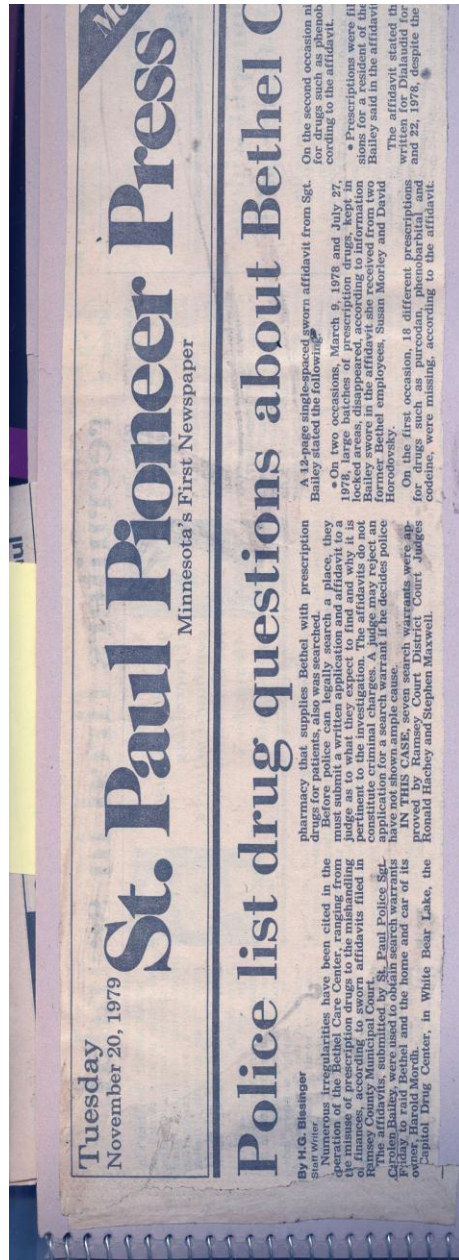 Tuesday
November 20, 1979
St. Paul Pioneer Press
Minnesota's First Newspaper
Police list drug questions about Bethel C
By H.G. Bissinger
Staff Writer
Numerous irregularities have been cited in the
operation of the Bethel Care Center, ranging from
the misuse of prescription drugs to the mishandling
of finances, according to sworn affidavits filed in
Ramsey County Municipal Court.
The affidavits, submitted by St. Paul Police Sgt.
Carolen Bailey, were used to obtain search warrants
Friday to raid Bethel and the home and car of its
owner, Harold Mordh.
Capitol Drug Center, in White Bear Lake, the
pharmacy that supplies Bethel with prescription
drugs for patients, also was searched.
Before police can legally search a place, they
must submit a written application and affidavit to a
judge as to what they expect to find and why it is
pertinent to the investigation. The affidavits do not
constitute criminal charges. A judge may reject an
application for a search warrant if he decides police
have not shown ample cause.
IN THIS CASE, seven search warrants were ap-
proved by Ramsey Court District Court Judges
Ronald Hachey and Stephen Maxwell.
A 12-page single-spaced sworn affidavit from Sgt.
Bailey stated the following:
• On two occasions, March 9, 1978 and July 27,
1978, large batches of prescription drugs, kept in
locked areas, disappeared, according to information
Bailey swore in the affidavit she received from two
former Bethel employees, Susan Morley and David
Horodovsky.
On the first occasion, 18 different prescriptions
for drugs such as purcodan, phenobarbital and
codeine, were missing, according to the affidavit.
On the second occasion ni
for drugs such as phenob
cording to the affidavit.
• Prescriptions were fil
sions for a resident of the
Bailey said in the affidavi
The affidavit stated th
written for Dialaudid for
and 22, 1978, despite the